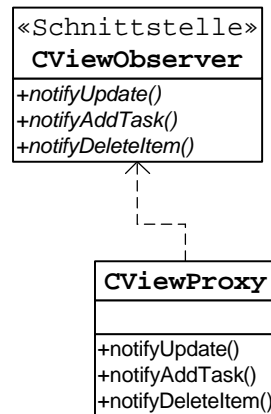 «Schnittstelle»
CViewObserver
+notifyUpdate()
+notifyAddTask()
+notifyDeleteItem()
CViewProxy
+notifyUpdate()
+notifyAddTask()
+notifyDeleteItem()